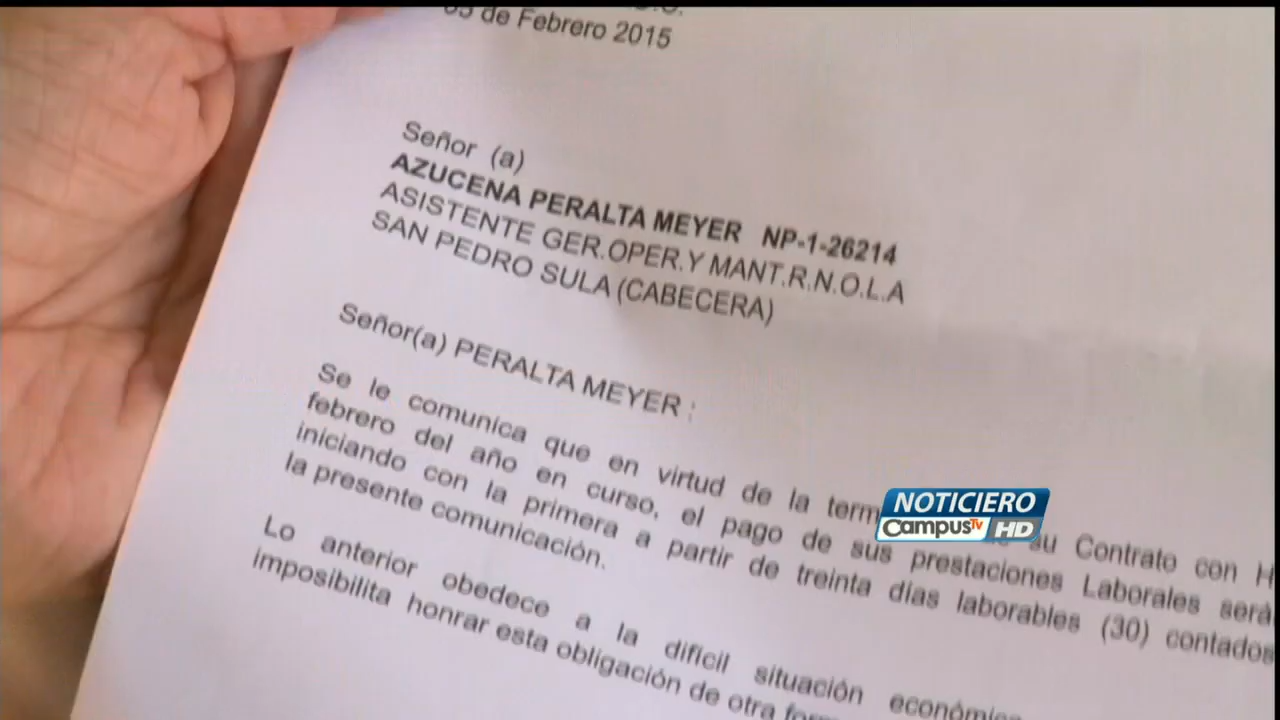 de Febrero 2015
Señor (a)
AZUCENA PERALTA MEYER NP-1-26214
ASISTENTE GER.OPER.Y MANT.R.N.O.L.A
SAN PEDRO SULA (CABECERA)
Señor(a) PERALTA MEYER :
Se le comunica que en virtud de la su Contrato con
febrero del año en curso, el pago de sus prestaciones Laborales será
iniciando con la primera a partir de treinta días laborables (30) contados
la presente comunicación.
Lo anterior obedece a la difícil situación
imposibilita honrar esta obligación de otra
NOTICIERO
CampusTv HD